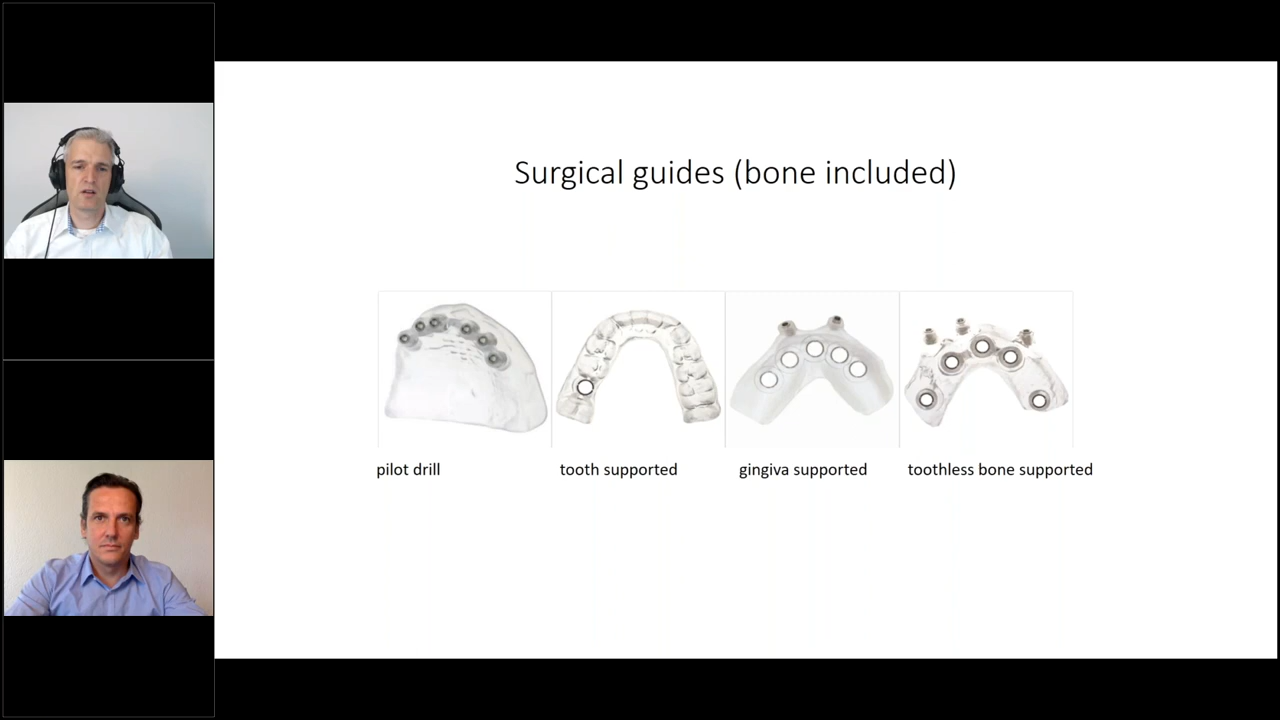 Surgical guides (bone included)
pilot drill
tooth supported
gingiva supported
toothless bone supported